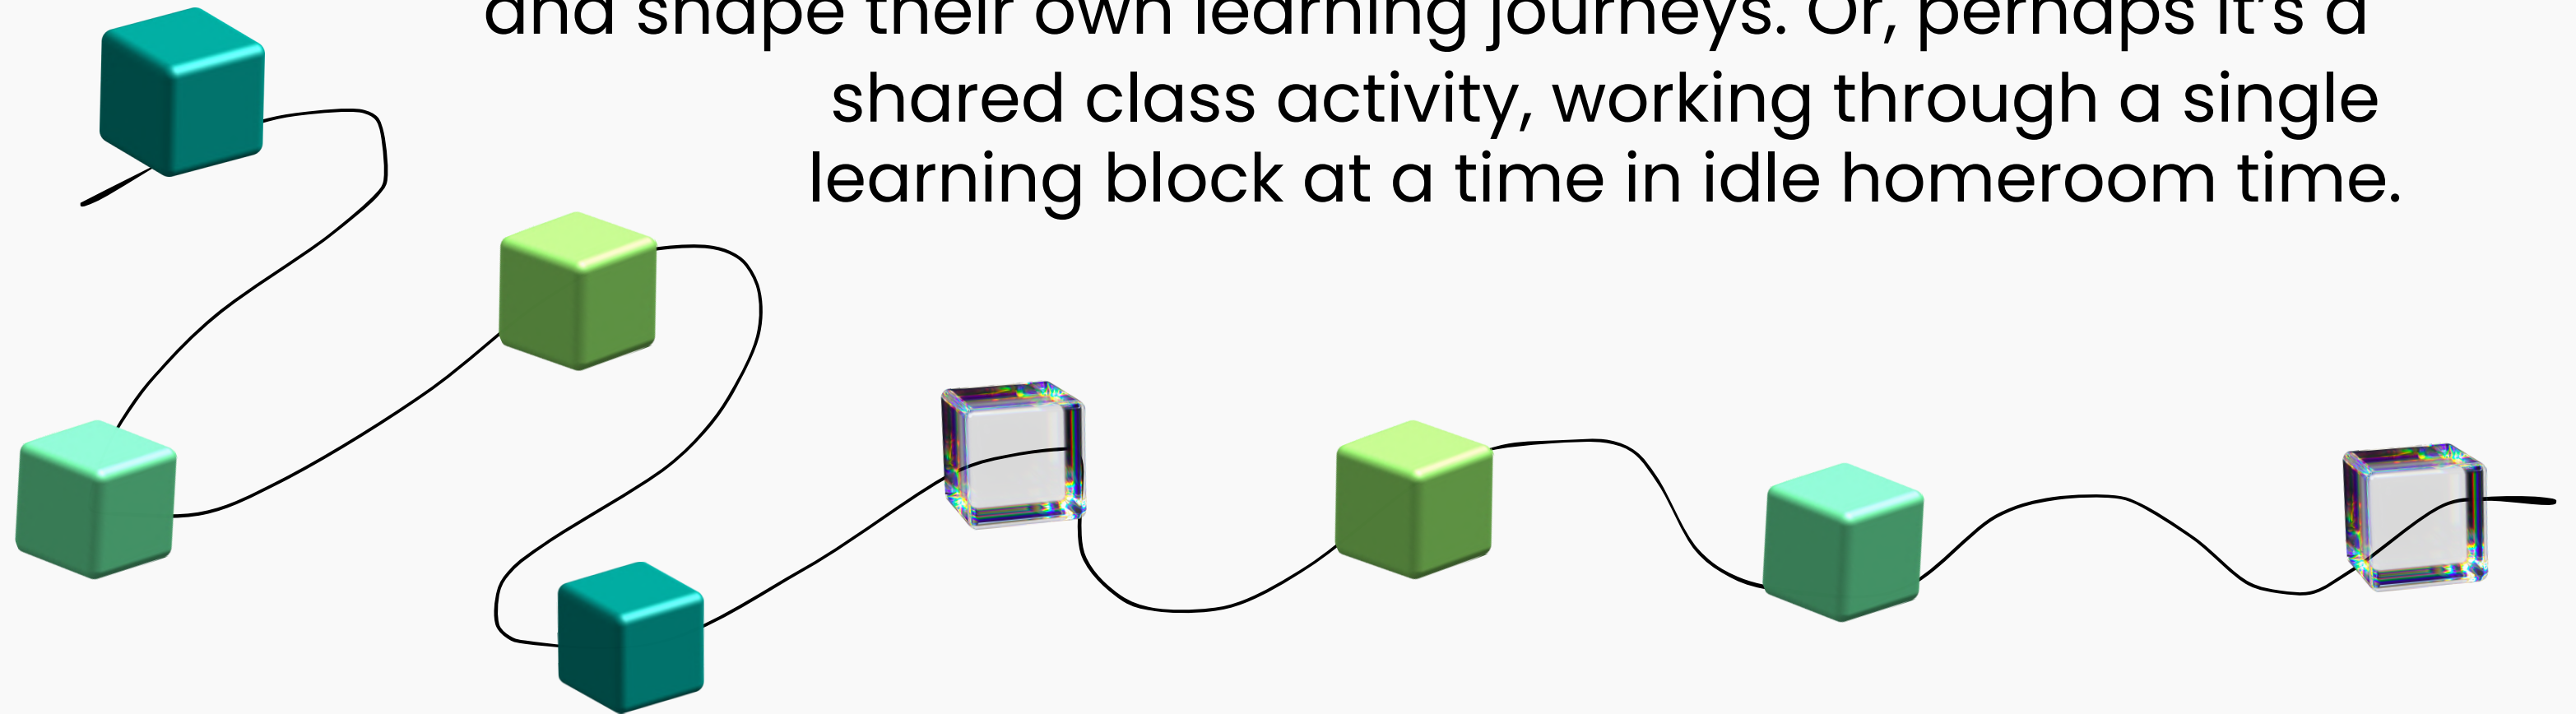 and shape their own learning journeys. Or, perhaps it's a
shared class activity, working through a single
learning block at a time in idle homeroom time.